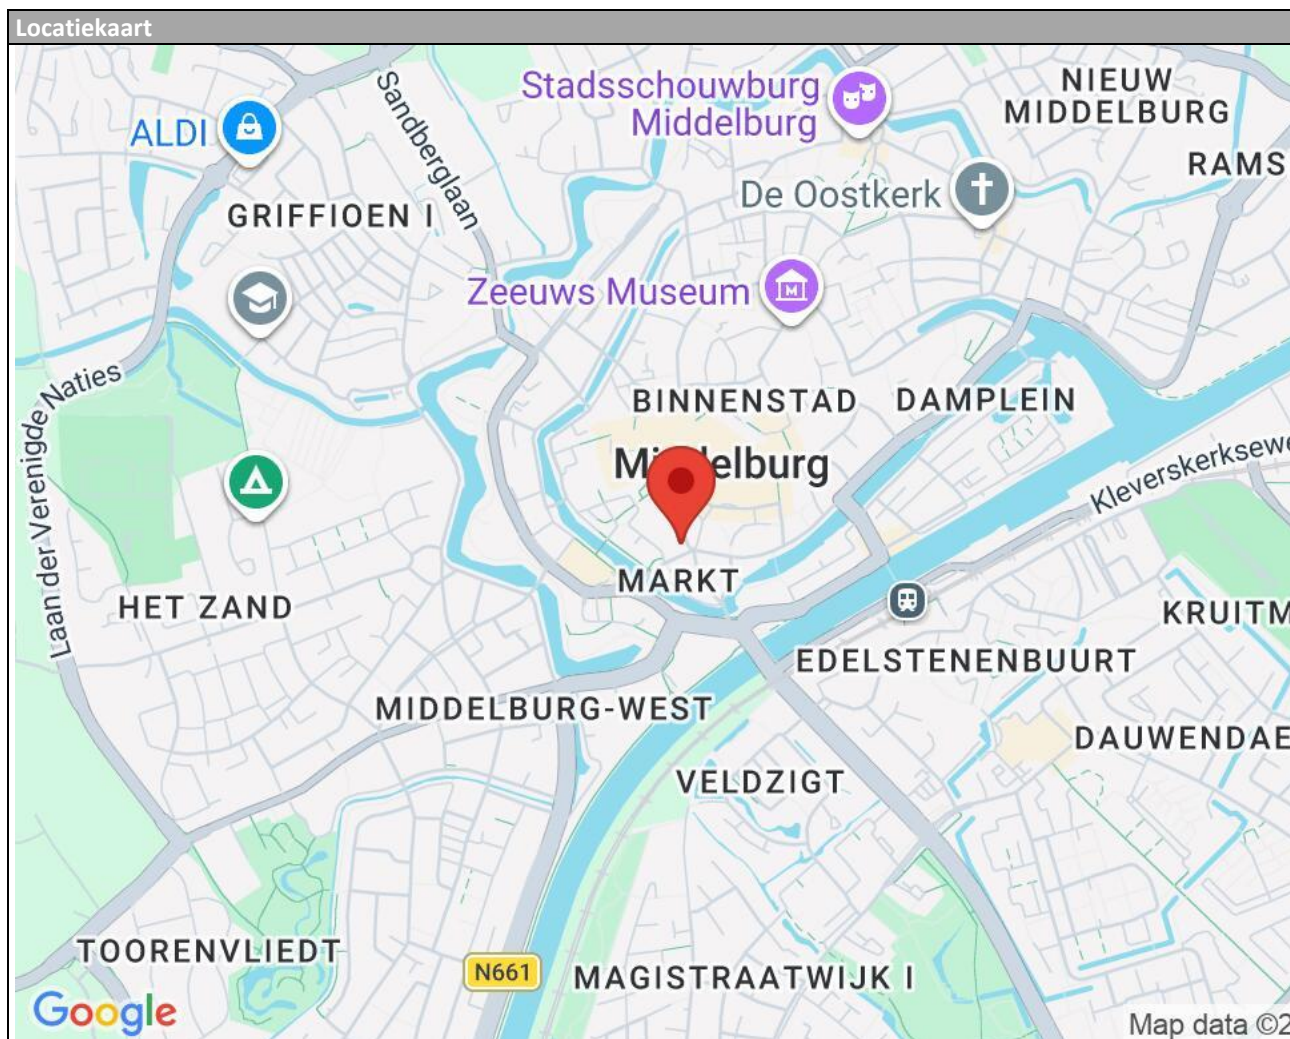 Locatiekaart
Stadsschouwburg
Middelburg
NIEUW
MIDDELBURG
ALDI
Sandberglaan
RAMS
De Oostkerk
GRIFFIOEN I
Zeeuws Museum
Laan der Verenigde Naties
BINNENSTAD
DAMPLEIN
Middelburg
Kleverskerksewe
MARKT
HET ZAND
KRUITM
EDELSTENENBUURT
MIDDELBURG-WEST
DAUWENDAE
VELDZIGT
TOORENVLIEDT
N661
MAGISTRAATWIJK I
Google
Map data ©2